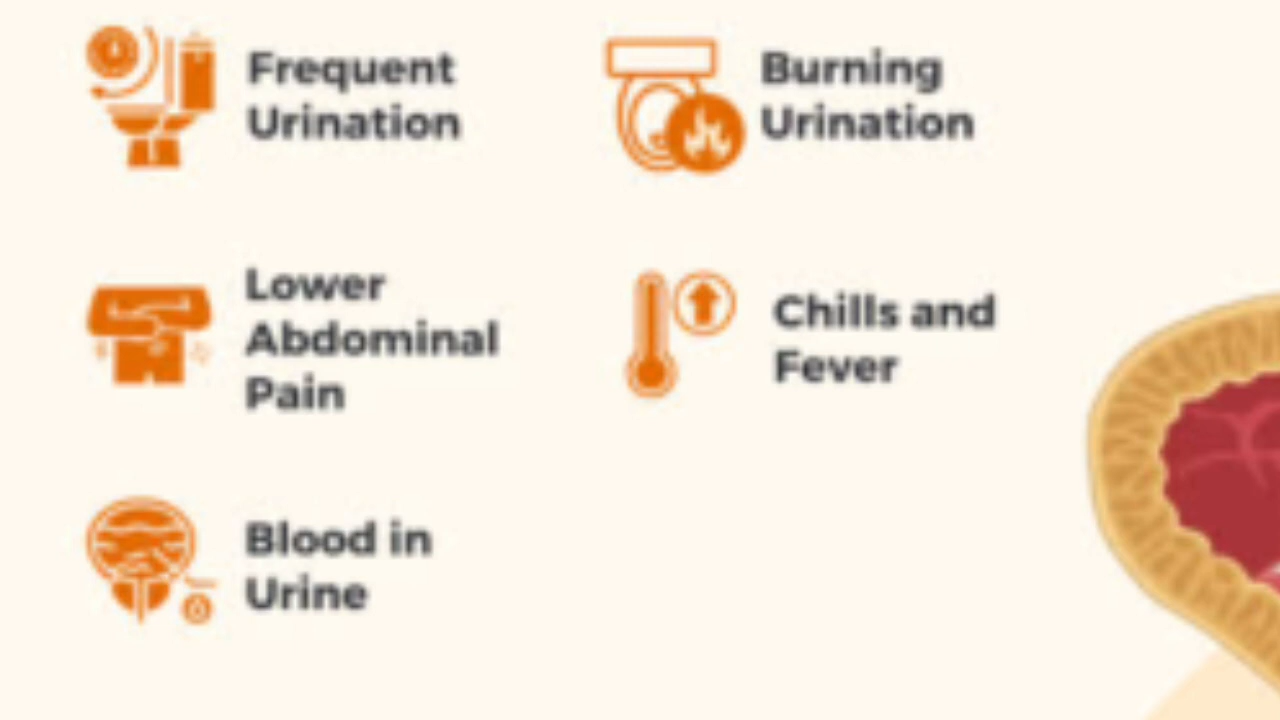 Frequent
Urination
Burning
Urination
Lower
Abdominal
Pain
Chills and
Fever
Blood in
Urine